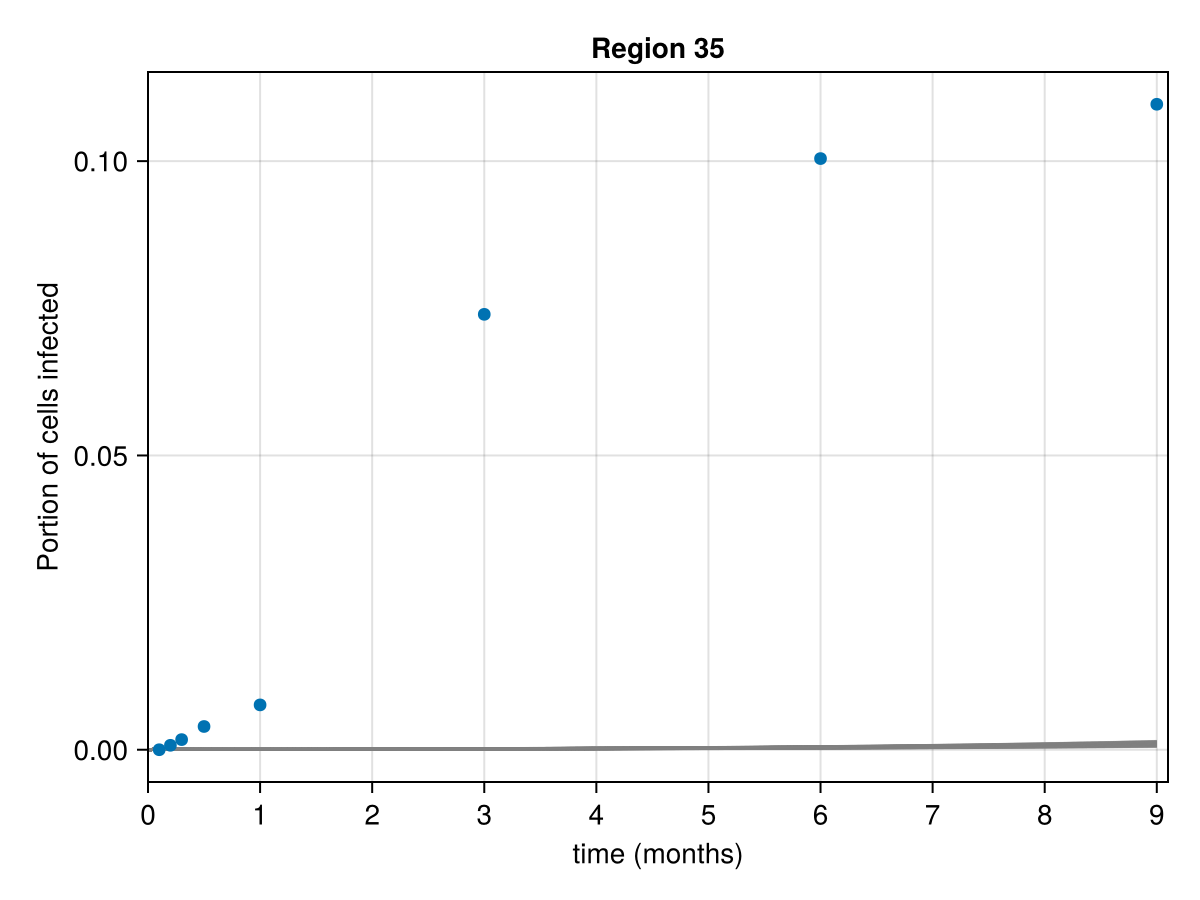 Region 35
Portion of cells infected
0.10
0.05
0.00
0 1 2 3 4 5 6 7 8 9
time (months)